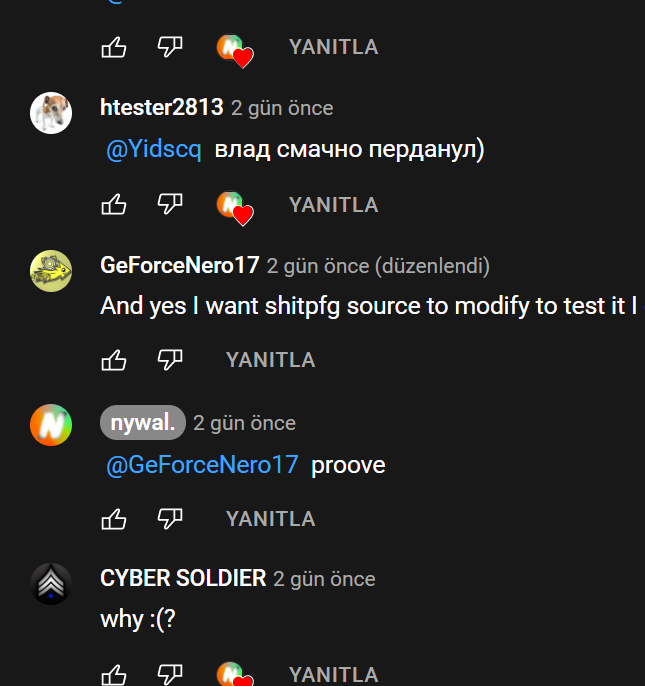 YANITLA
htester2813 2 gün önce
@Yidscq влад смачно перданул)
YANITLA
GeForceNero17 2 gün önce (düzenlendi)
And yes I want shitpfg source to modify to test it I
YANITLA
nywal. 2 gün önce
@GeForceNero17 proove
YANITLA
CYBER SOLDIER 2 gün önce
why :(?
YANITLA